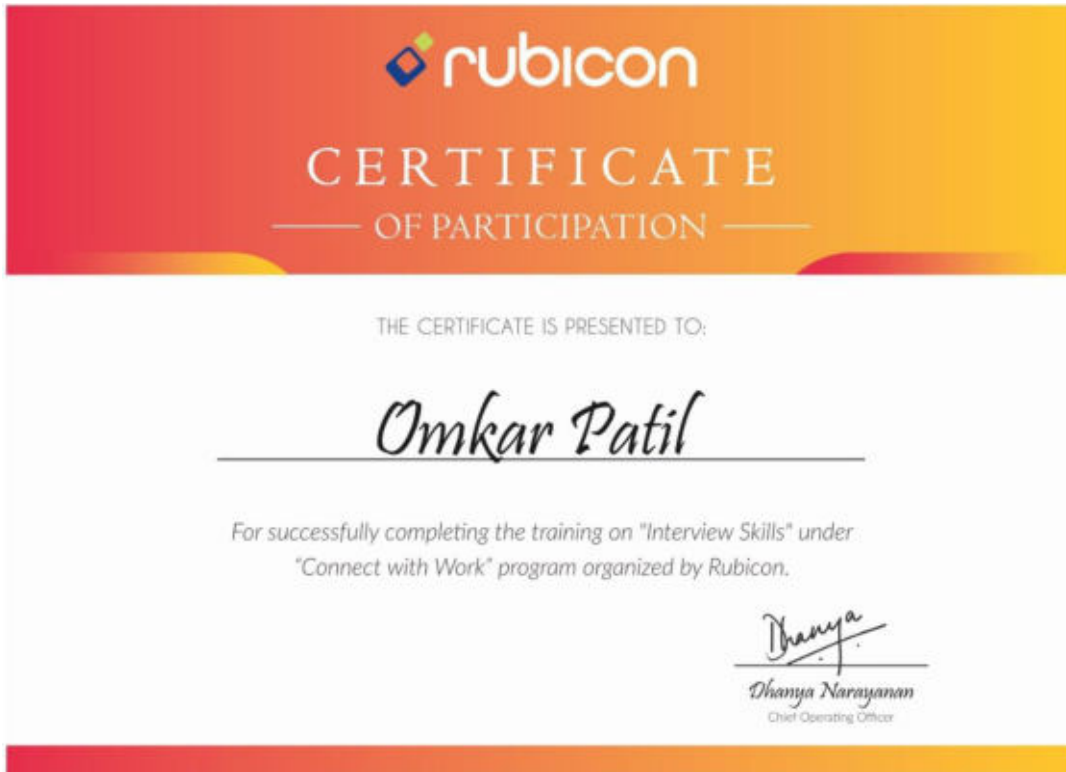 rubicon
CERTIFICATE
OF PARTICIPATION
THE CERTIFICATE IS PRESENTED TO:
Omkar Patil
For successfully completing the training on "Interview Skills" under
"Connect with Work" program organized by Rubicon.
Dhanya
Dhanya Narayanan
Chief Operating Officer